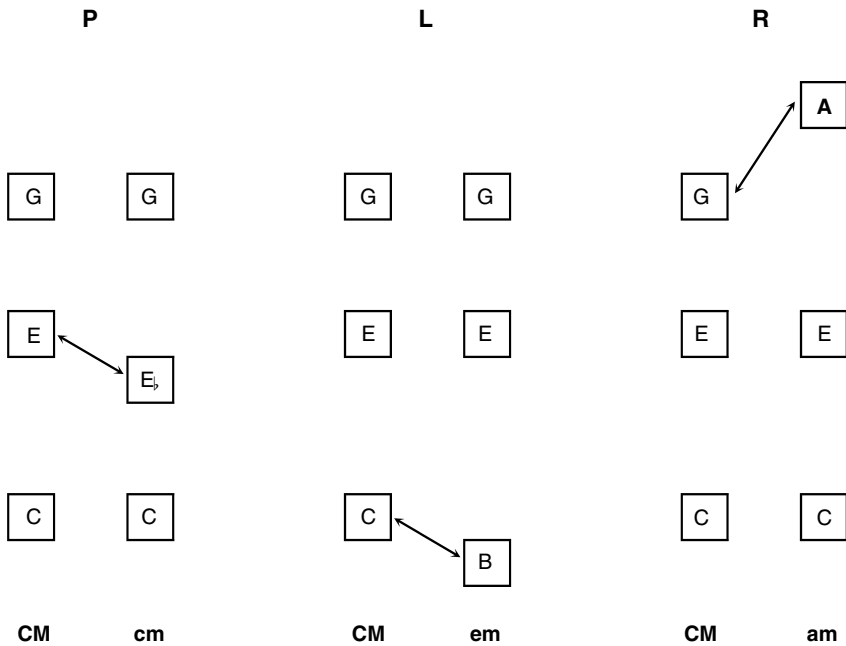 P L R
A
G G G G G
E E E E E
E♭
C C C C C
B
CM cm CM em CM am